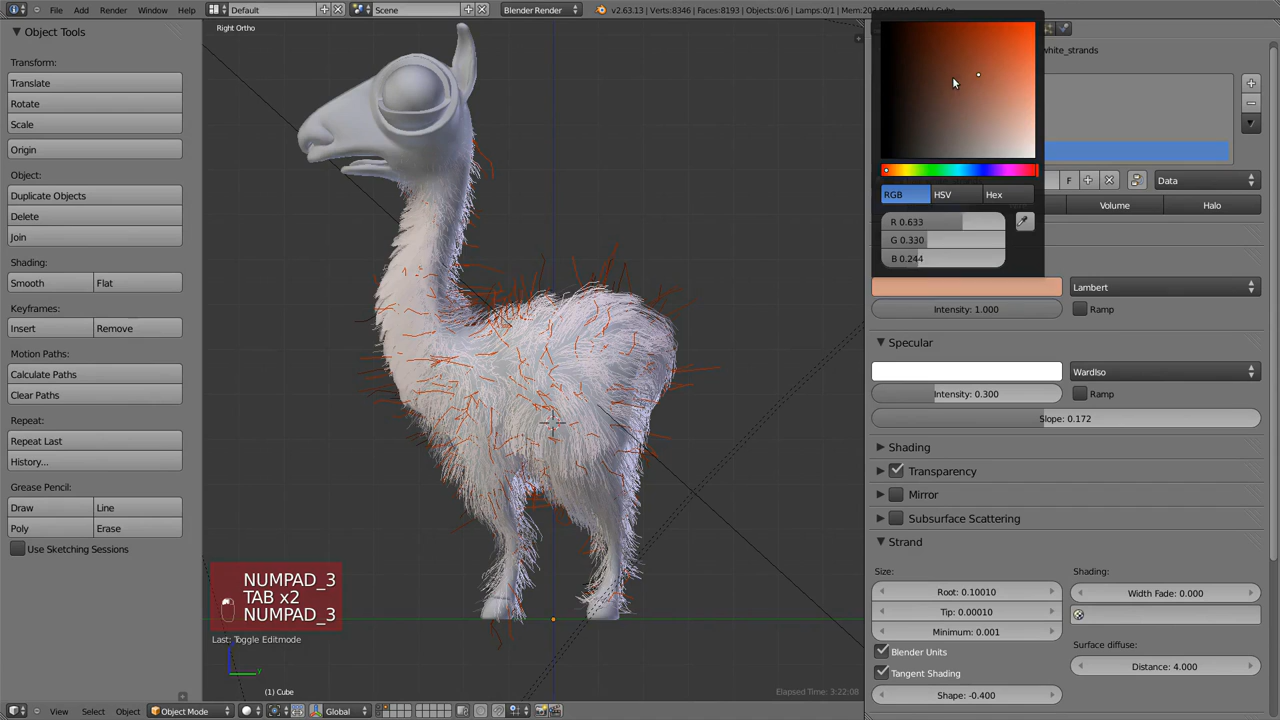 File Add Render Window Help
Default
Scene
Blender Render
v2.63.13 | Verts:8346 | Faces:8193 | Objects:0/6 | Lamps:0/1 |
Right Ortho
Object Tools
Transform:
Translate
Rotate
Scale
Origin
Object:
Duplicate Objects
Delete
Join
Shading:
Smooth Flat
Keyframes:
Insert Remove
Motion Paths:
Calculate Paths
Clear Paths
Repeat:
Repeat Last
History...
Grease Pencil:
Draw Line
Poly Erase
Use Sketching Sessions
NUMPAD_3
TAB x2
NUMPAD_3
Last: Toggle Editmode
Z
Y
(1) Cube
Elapsed Time: 3:22:08
View Select Object
Object Mode
Global
white_strands
F
Data
Volume Halo
RGB HSV Hex
R 0.633
G 0.330
B 0.244
Lambert
Intensity: 1.000 Ramp
Specular
WardIso
Intensity: 0.300 Ramp
Slope: 0.172
Shading
Transparency
Mirror
Subsurface Scattering
Strand
Size: Shading:
Root: 0.10010 Width Fade: 0.000
Tip: 0.00010
Minimum: 0.001 Surface diffuse:
Blender Units Distance: 4.000
Tangent Shading
Shape: -0.400